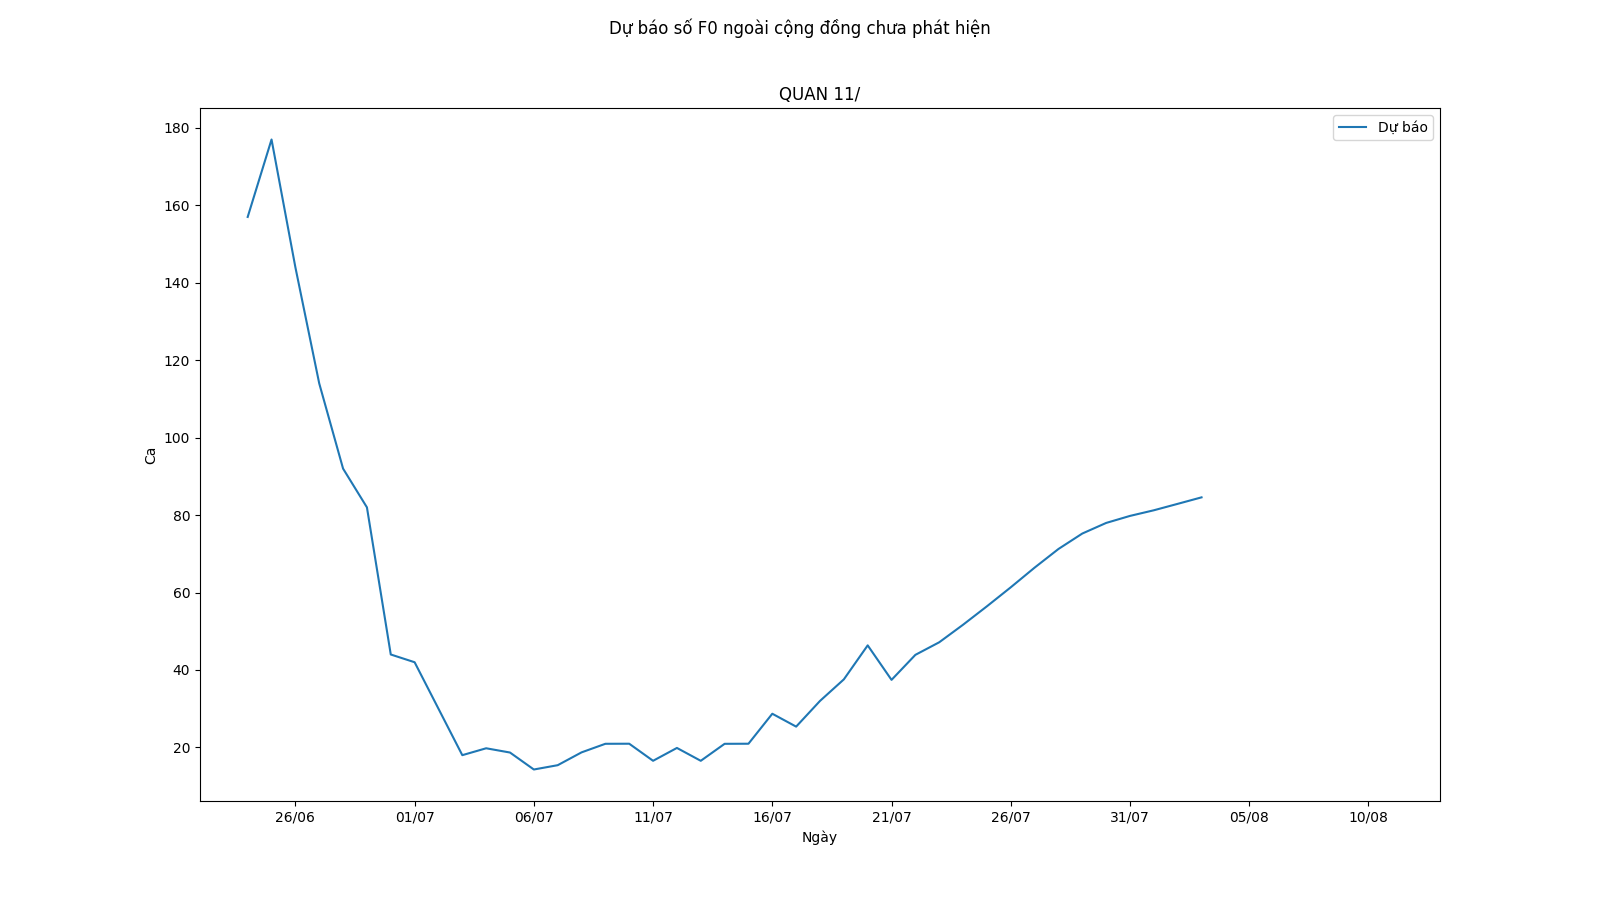 Dự báo số F0 ngoài cộng đồng chưa phát hiện
QUAN 11/
Dự báo
180
160
140
120
100
80
60
40
20
Ca
26/06 01/07 06/07 11/07 16/07 21/07 26/07 31/07 05/08 10/08
Ngày